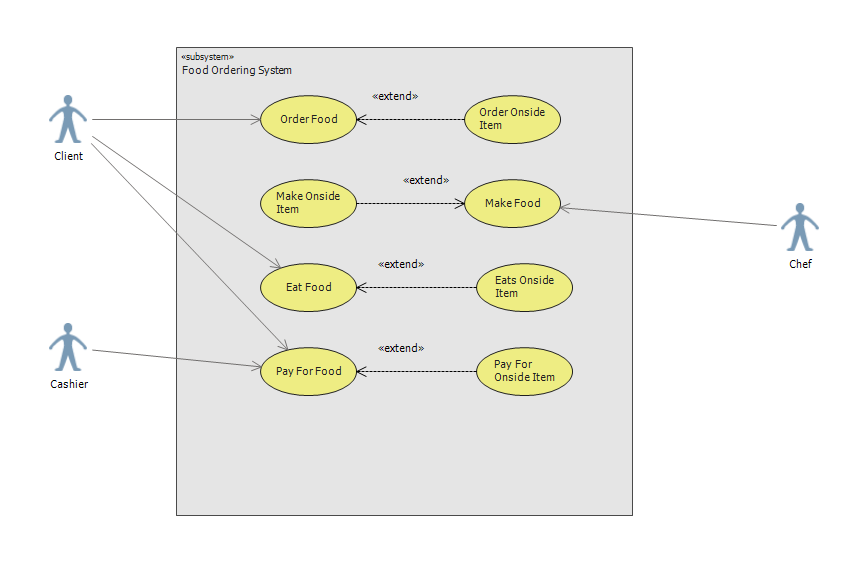 «subsystem»
Food Ordering System
«extend»
Order Food
Order Onside
Item
Client
«extend»
Make Onside
Item
Make Food
Chef
«extend»
Eat Food
Eats Onside
Item
«extend»
Pay For Food
Pay For
Onside Item
Cashier